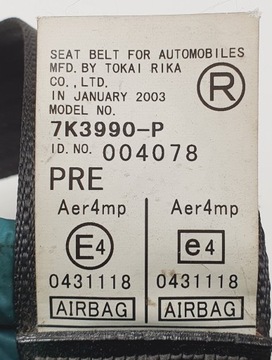 SEAT BELT FOR AUTOMOBILES
MFD. BY TOKAI RIKA
CO., LTD.
IN JANUARY 2003
MODEL NO.
7K3990-P
ID. NO. 004078
R
PRE
Aer4mp Aer4mp
E4 e4
0431118 0431118
AIRBAG AIRBAG